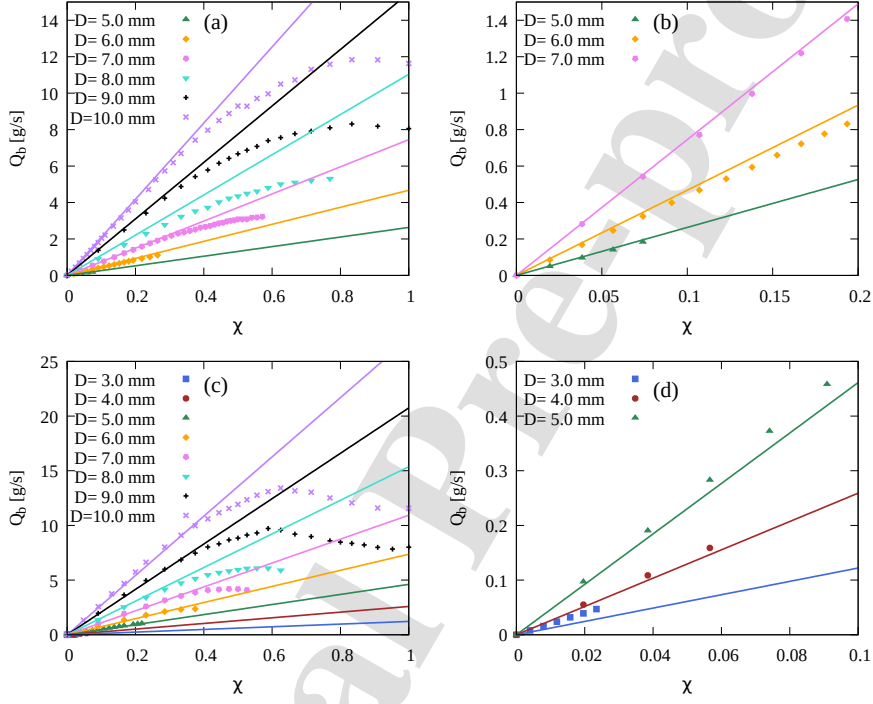 (a)
D= 5.0 mm
D= 6.0 mm
D= 7.0 mm
D= 8.0 mm
D= 9.0 mm
D=10.0 mm
14
12
10
8
6
4
2
0
Q_b [g/s]
0 0.2 0.4 0.6 0.8 1
χ
(b)
D= 5.0 mm
D= 6.0 mm
D= 7.0 mm
1.4
1.2
1
0.8
0.6
0.4
0.2
0
Q_b [g/s]
0 0.05 0.1 0.15 0.2
χ
(c)
D= 3.0 mm
D= 4.0 mm
D= 5.0 mm
D= 6.0 mm
D= 7.0 mm
D= 8.0 mm
D= 9.0 mm
D=10.0 mm
25
20
15
10
5
0
Q_b [g/s]
0 0.2 0.4 0.6 0.8 1
χ
(d)
D= 3.0 mm
D= 4.0 mm
D= 5.0 mm
0.5
0.4
0.3
0.2
0.1
0
Q_b [g/s]
0 0.02 0.04 0.06 0.08 0.1
χ
al Pre-pro